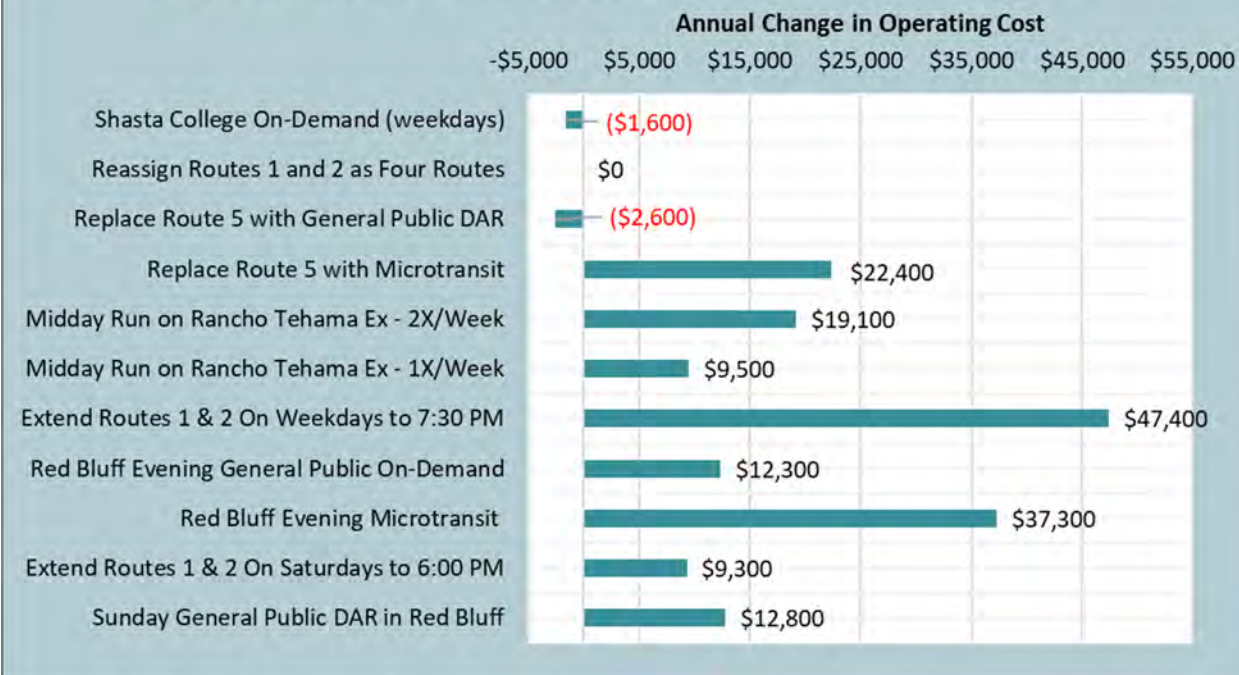 Annual Change in Operating Cost
-$5,000 $5,000 $15,000 $25,000 $35,000 $45,000 $55,000
Shasta College On-Demand (weekdays) ($1,600)
Reassign Routes 1 and 2 as Four Routes $0
Replace Route 5 with General Public DAR ($2,600)
Replace Route 5 with Microtransit $22,400
Midday Run on Rancho Tehama Ex - 2X/Week $19,100
Midday Run on Rancho Tehama Ex - 1X/Week $9,500
Extend Routes 1 & 2 On Weekdays to 7:30 PM $47,400
Red Bluff Evening General Public On-Demand $12,300
Red Bluff Evening Microtransit $37,300
Extend Routes 1 & 2 On Saturdays to 6:00 PM $9,300
Sunday General Public DAR in Red Bluff $12,800